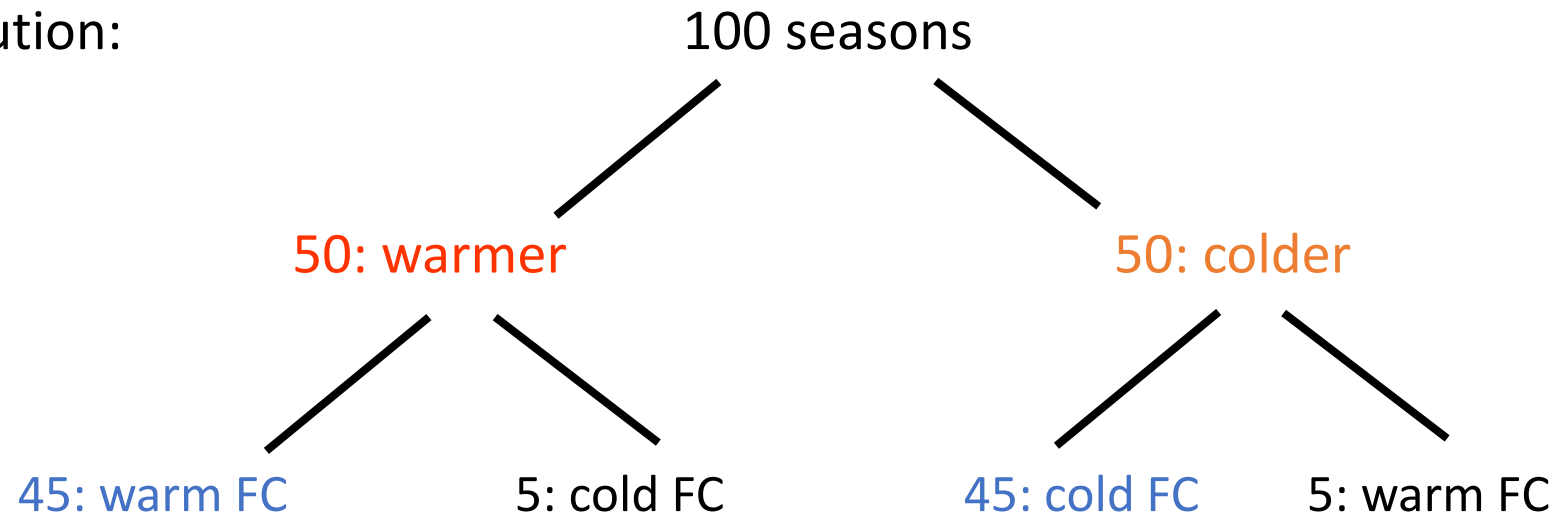 ution: 100 seasons
50: warmer 50: colder
45: warm FC 5: cold FC 45: cold FC 5: warm FC